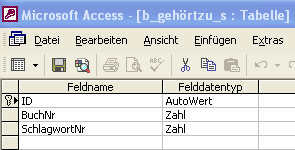 Microsoft Access - [b_gehörtzu_s : Tabelle]
Datei Bearbeiten Ansicht Einfügen Extras
Feldname Felddatentyp
ID AutoWert
BuchNr Zahl
SchlagwortNr Zahl